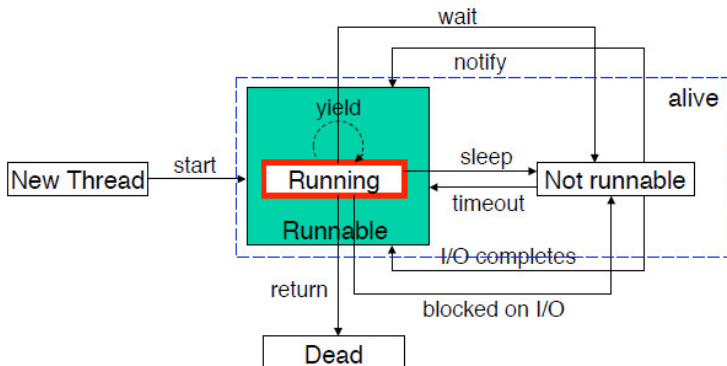 wait
notify
alive
yield
start
sleep
New Thread
Running
Not runnable
timeout
Runnable
I/O completes
return
blocked on I/O
Dead